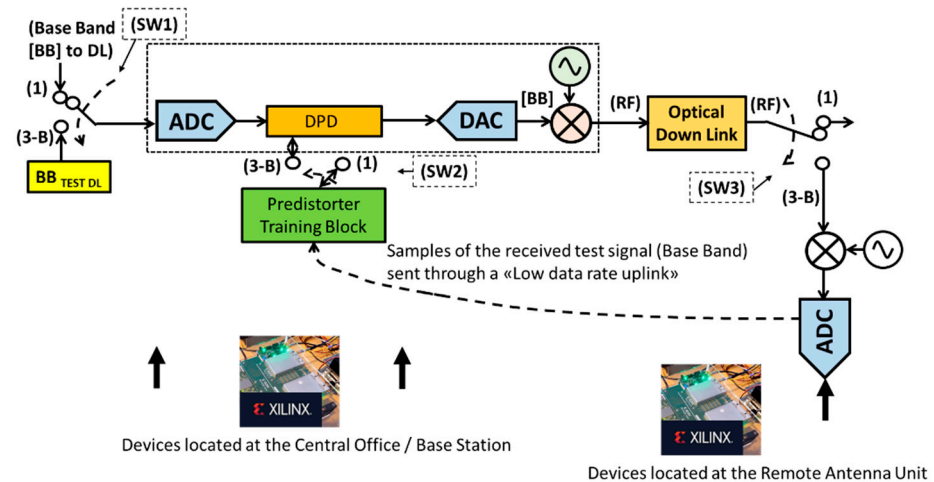 (Base Band
[BB] to DL)
(SW1)
(1)
(3-B)
BB TEST DL
ADC
DPD
DAC
[BB]
(RF)
Optical
Down Link
(RF)
(1)
(3-B)
(1)
(SW2)
(SW3)
(3-B)
Predistorter
Training Block
Samples of the received test signal (Base Band)
sent through a «Low data rate uplink»
ADC
XILINX.
Devices located at the Central Office / Base Station
XILINX.
Devices located at the Remote Antenna Unit